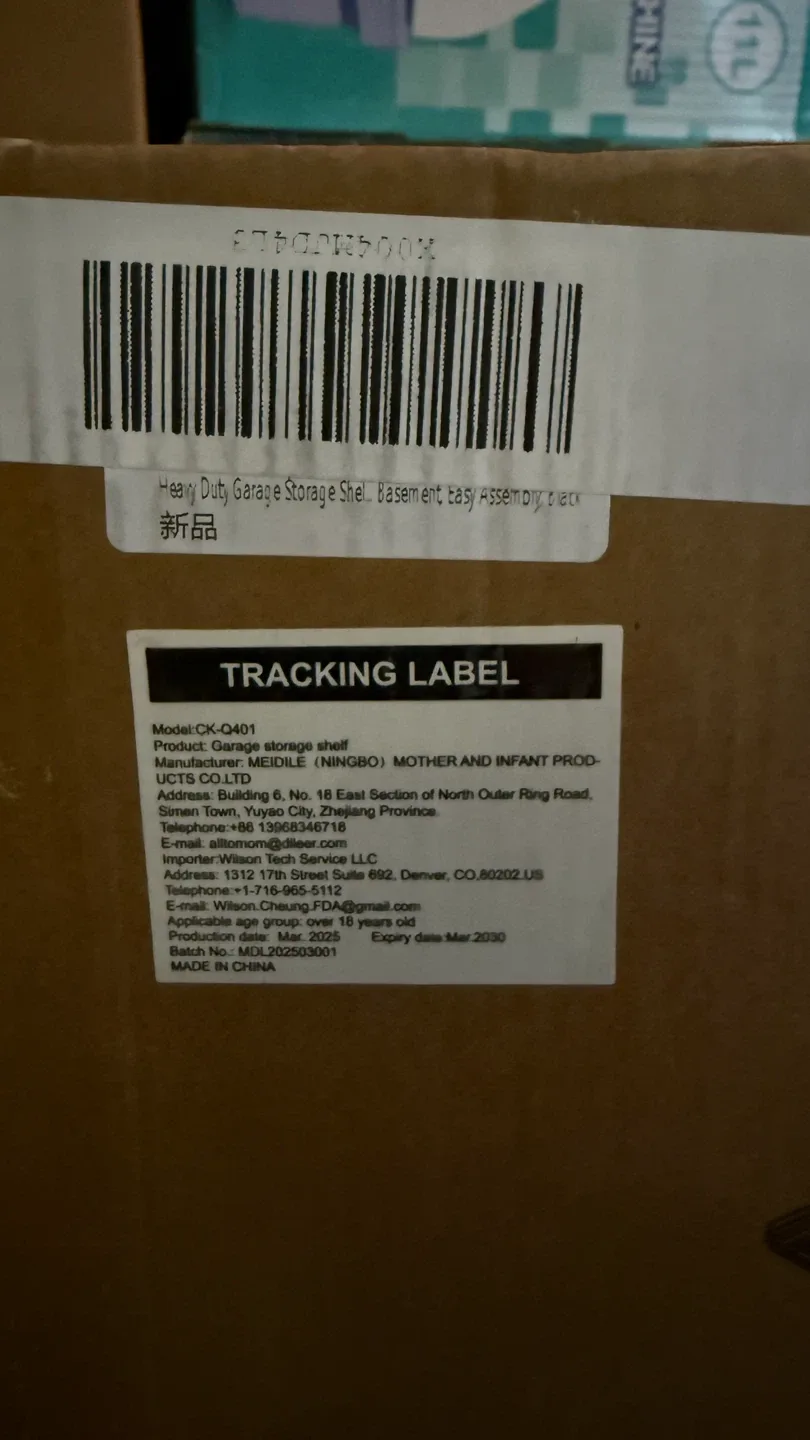 CHINE
11L
Heavy Duty Garage Storage Shel... Basement, Easy Assembly, Black
新品
TRACKING LABEL
Model:CK-Q401
Product: Garage storage shelf
Manufacturer: MEIDILE（NINGBO）MOTHER AND INFANT PROD-
UCTS CO.LTD
Address: Building 6, No. 18 East Section of North Outer Ring Road,
Simen Town, Yuyao City, Zhejiang Province
Telephone:+86 13968346718
E-mail: alltomom@dileer.com
Importer:Wilson Tech Service LLC
Address: 1312 17th Street Suite 692, Denver, CO,80202.US
Telephone:+1-716-965-5112
E-mail: Wilson.Cheung.FDA@gmail.com
Applicable age group: over 18 years old
Production date: Mar. 2025 Expiry date:Mar.2030
Batch No.: MDL202503001
MADE IN CHINA